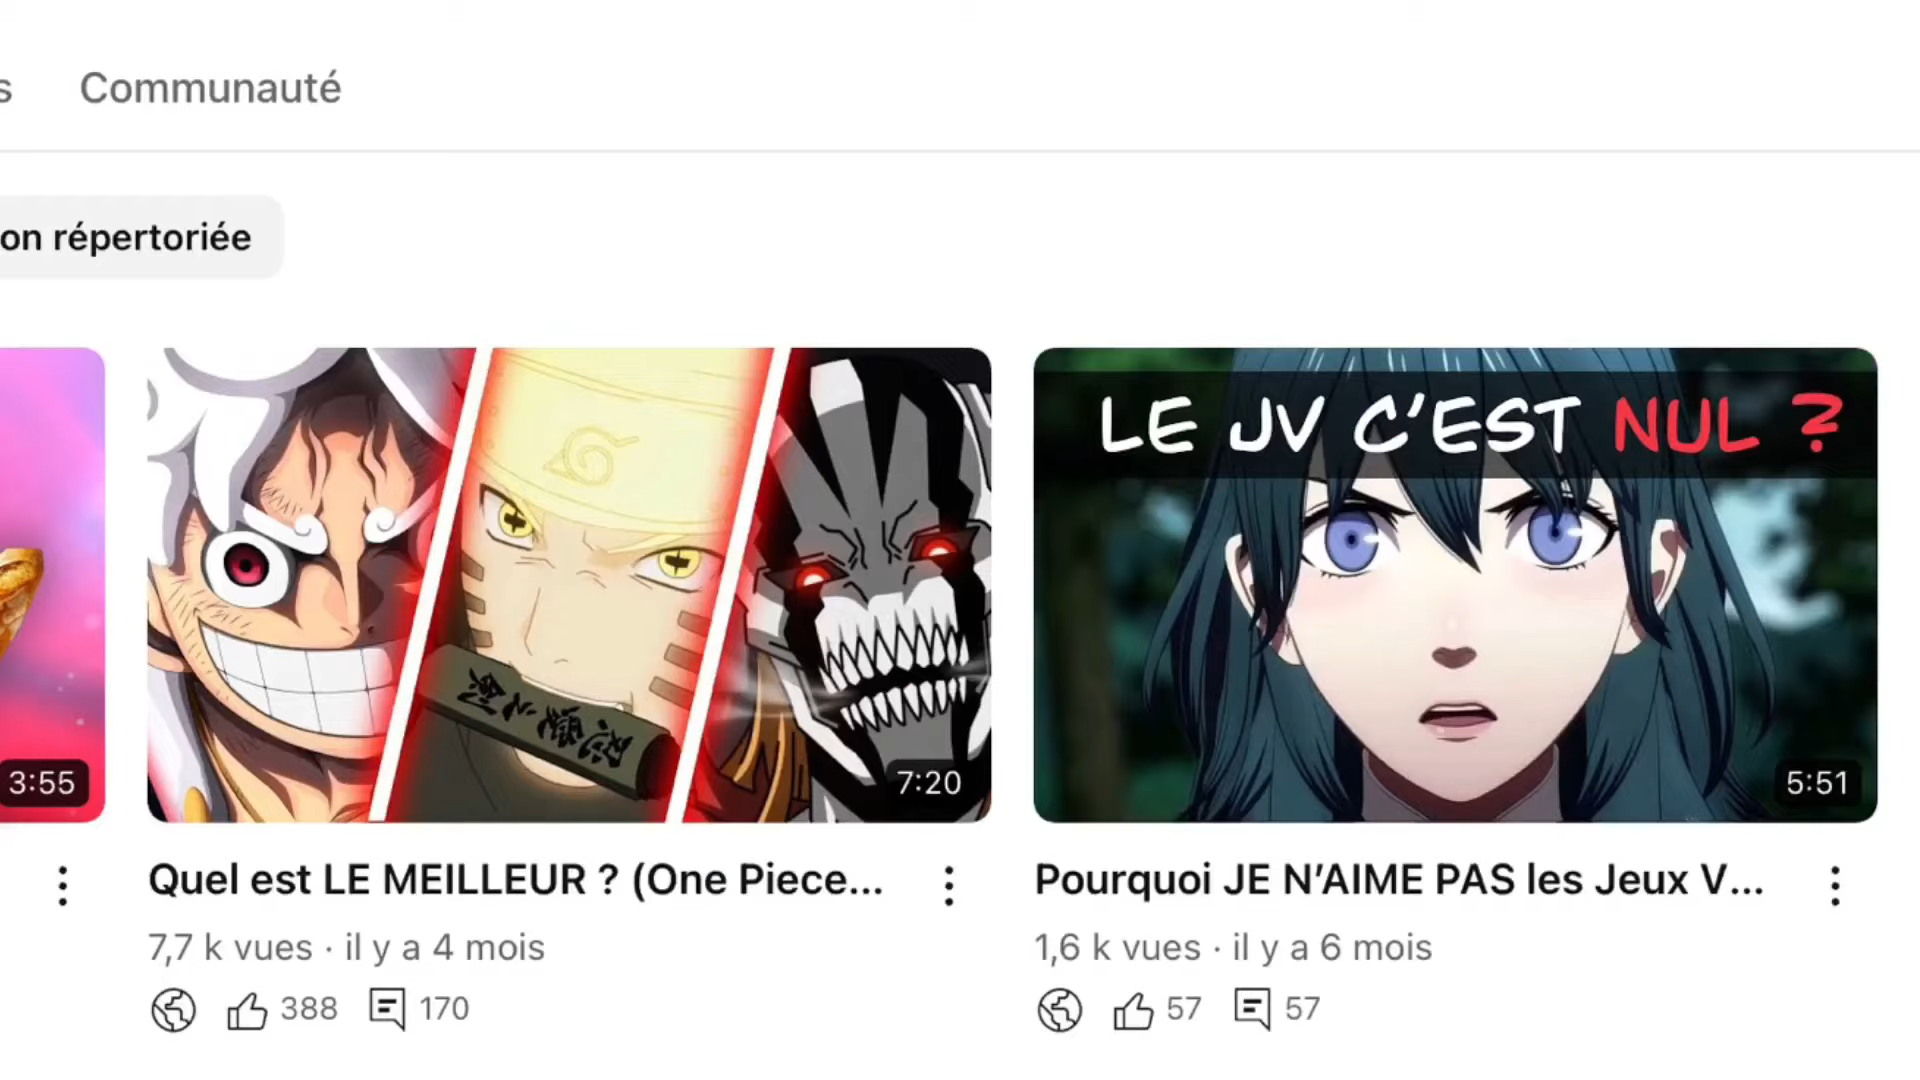 s Communauté
on répertoriée
LE JV C'EST NUL ?
3:55
7:20
5:51
Quel est LE MEILLEUR ? (One Piece...
Pourquoi JE N'AIME PAS les Jeux V...
7,7 k vues · il y a 4 mois
1,6 k vues · il y a 6 mois
388 170
57 57